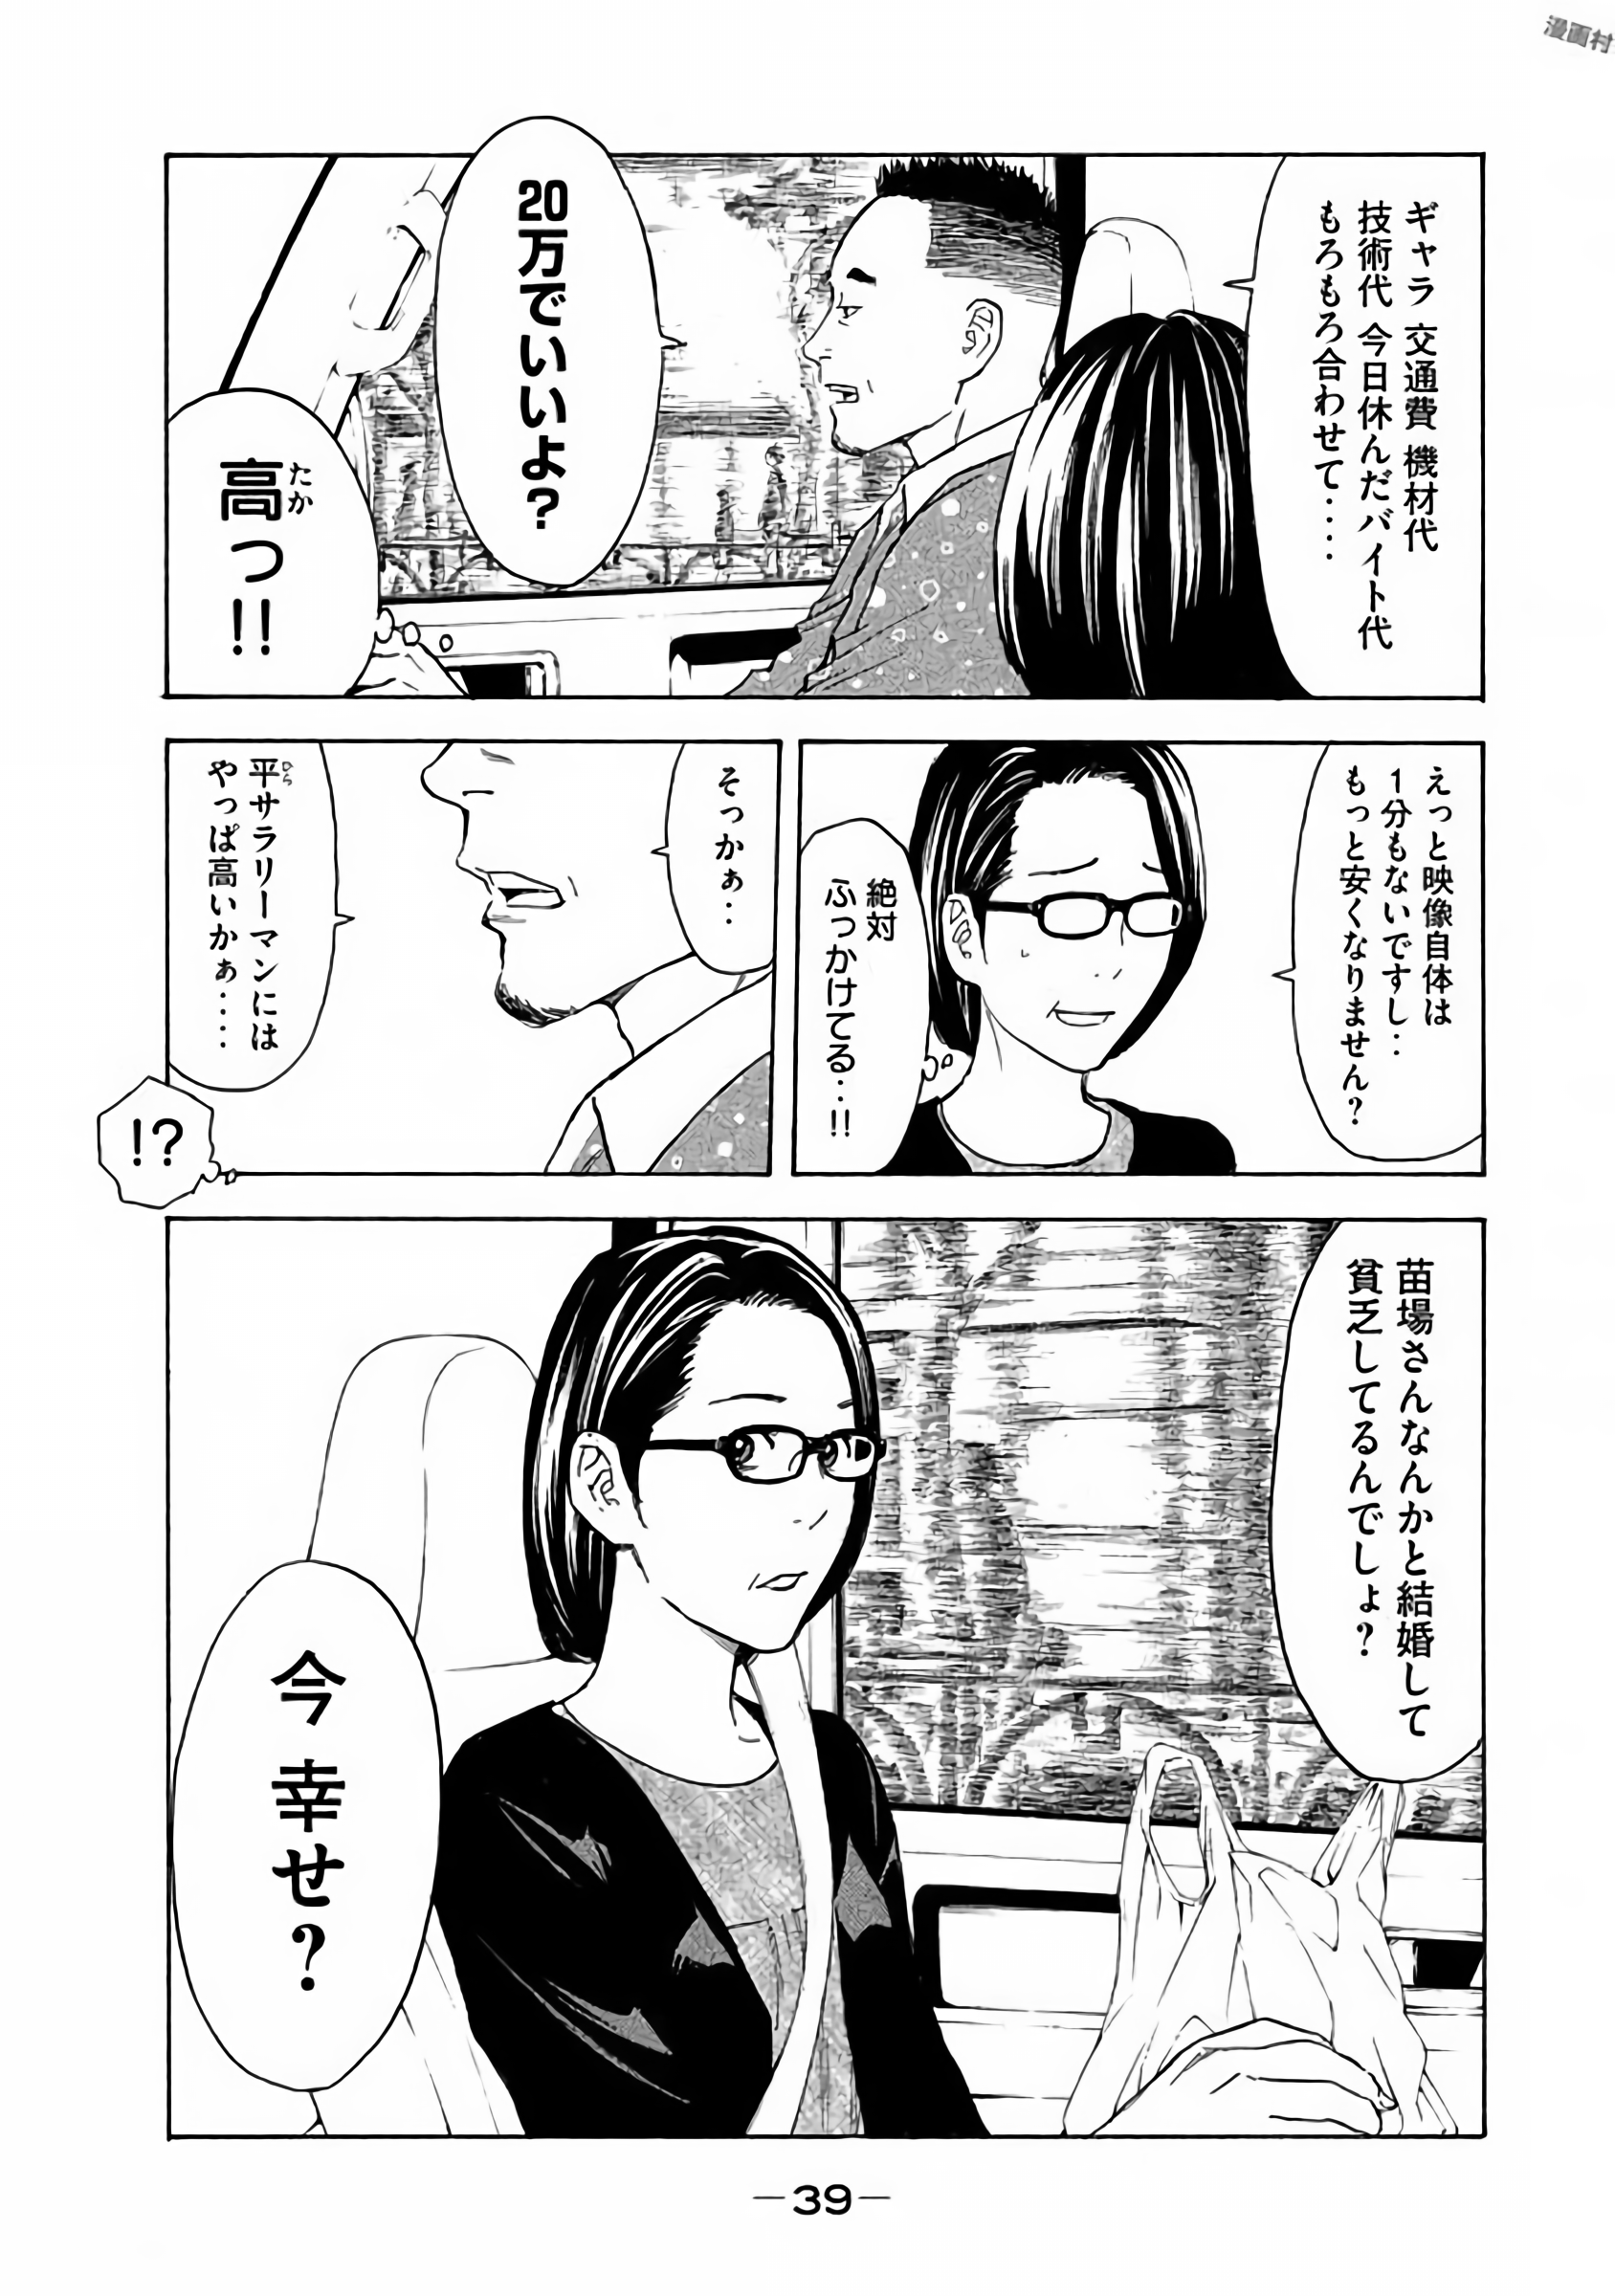 漫画村
ギャラ 交通費 機材代
技術代 今日休んだバイト代
もろもろ合わせて‥‥
20万でいいよ?
高っ!!
たか
えっと映像自体は
1分もないですし‥
もっと安くなりません?
絶対
ふっかけてる‥!!
そっかぁ‥
平サラリーマンには
ひら
やっぱ高いかぁ‥‥
!?
苗場さんなんかと結婚して
貧乏してるんでしょ?
今 幸せ?
—39—